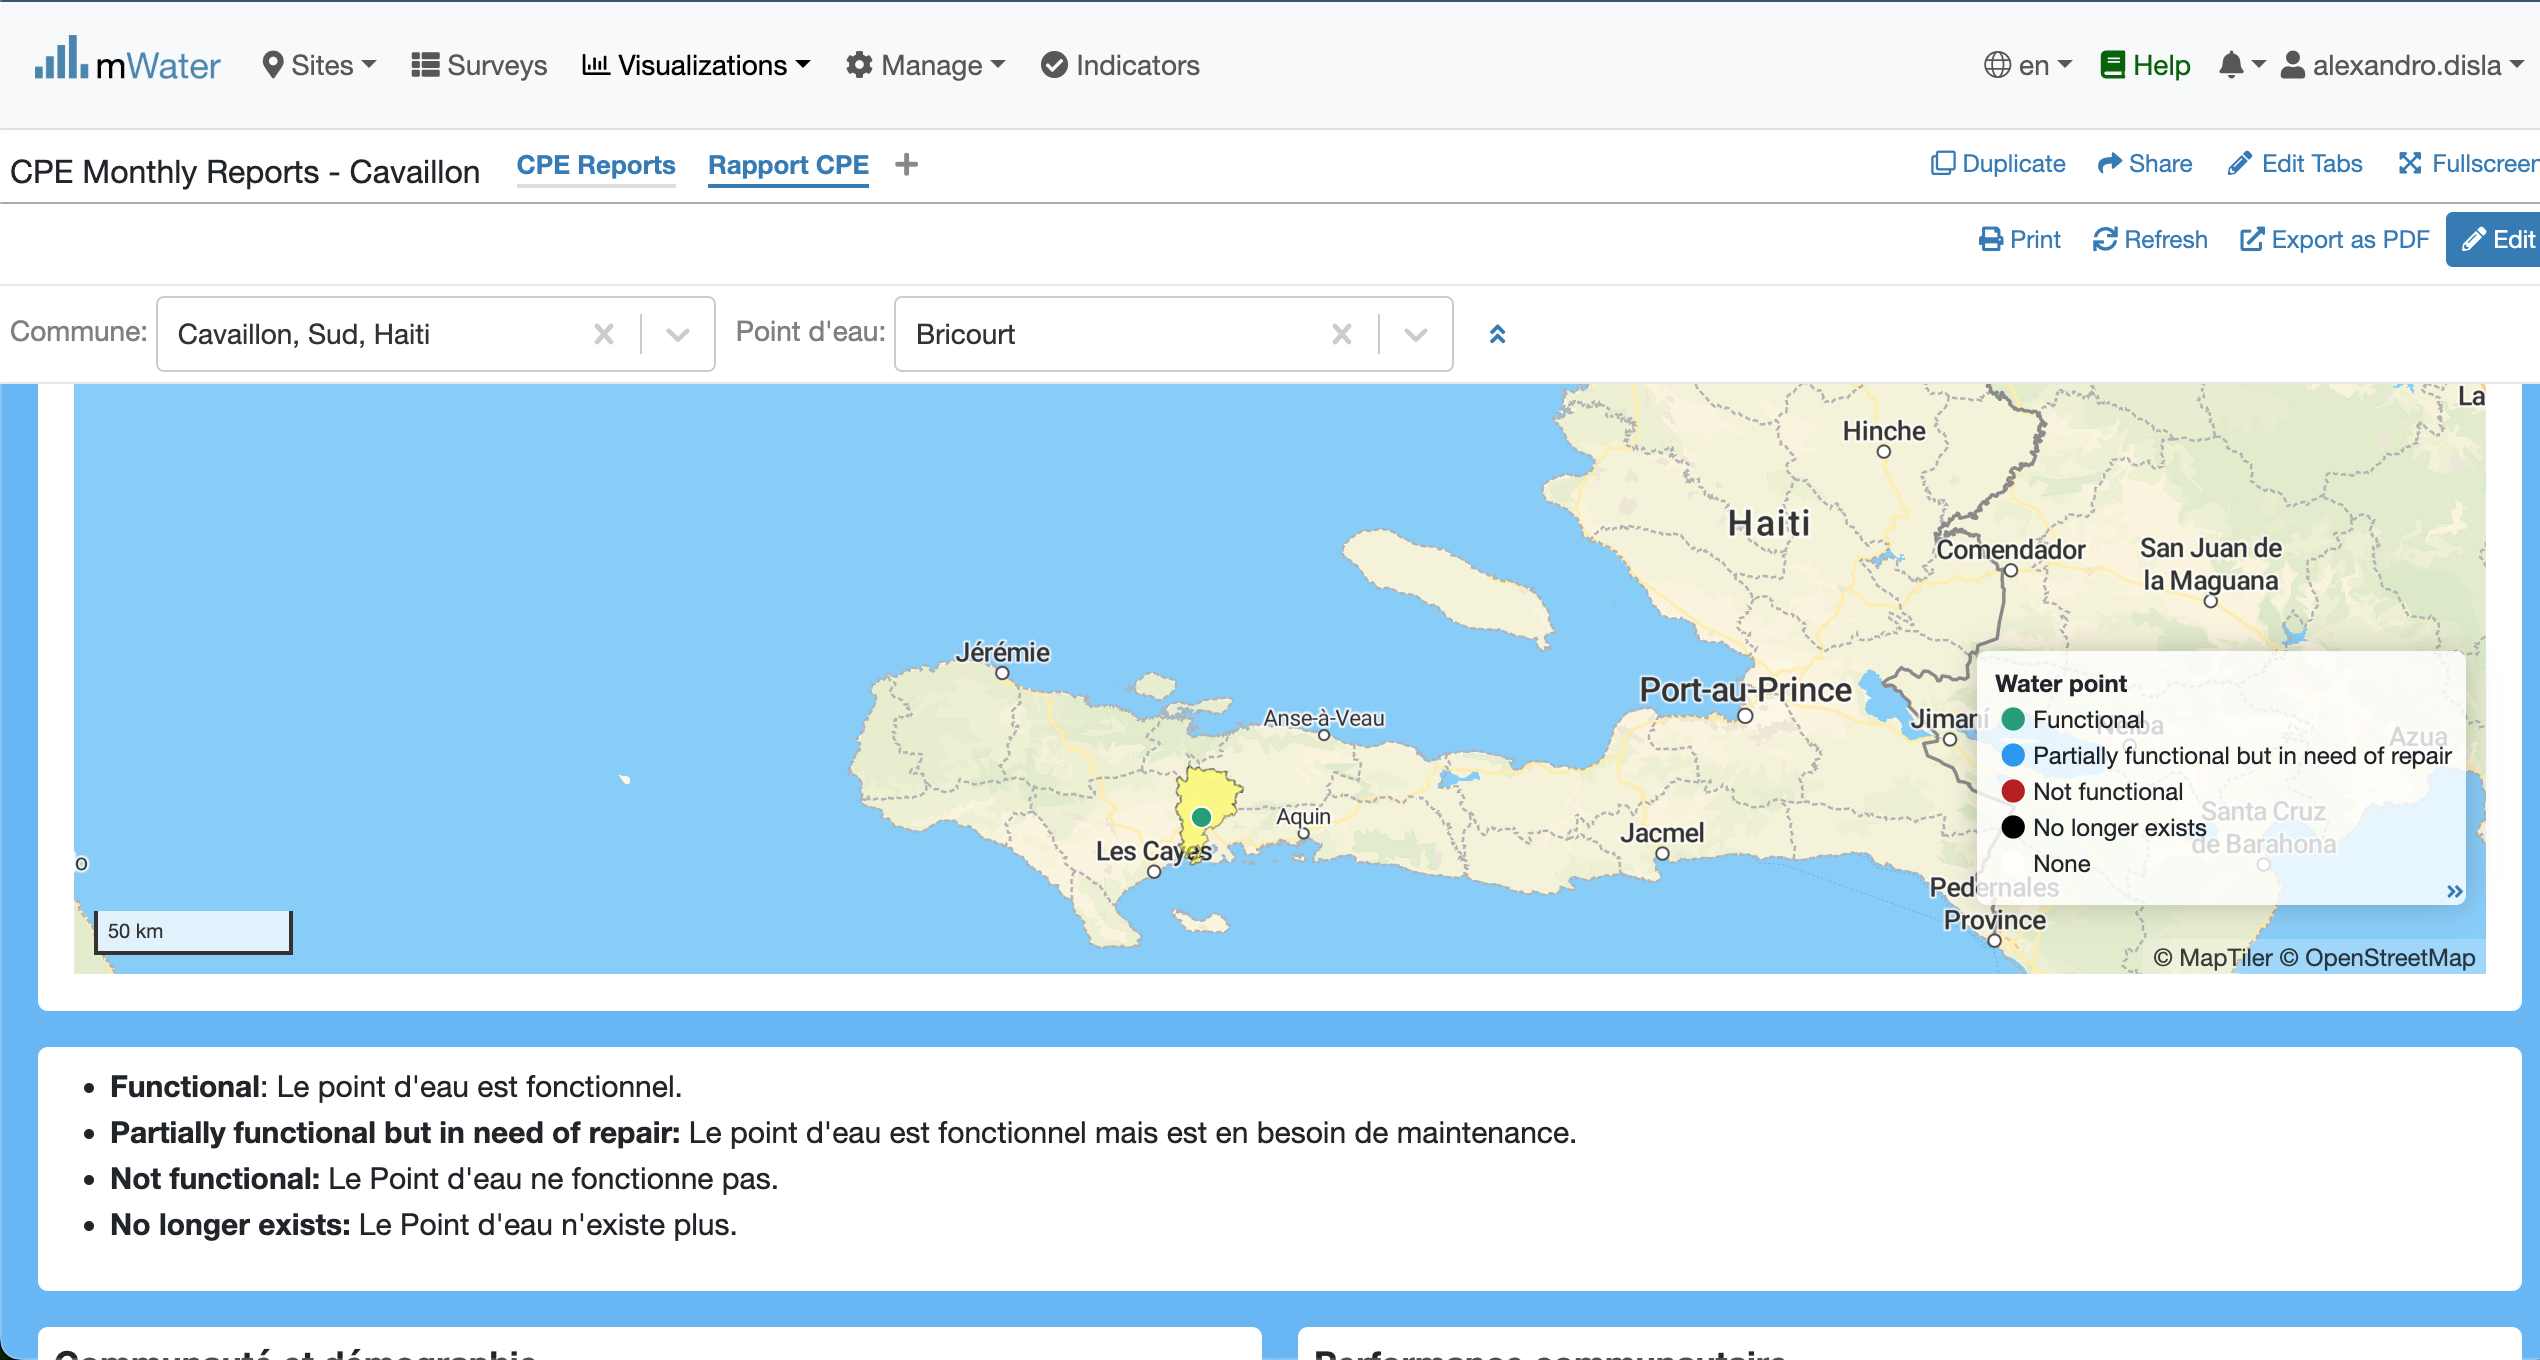 mWater Sites Surveys Visualizations Manage Indicators en Help alexandro.disla
CPE Monthly Reports - Cavaillon CPE Reports Rapport CPE + Duplicate Share Edit Tabs Fullscreen
Print Refresh Export as PDF Edit
Commune: Cavaillon, Sud, Haiti Point d'eau: Bricourt
La
Hinche
Haiti
Comendador
San Juan de
la Maguana
Jérémie
Port-au-Prince
Anse-à-Veau
Jimaní
Neiba
Azua
Aquin
Les Cayes
Jacmel
Santa Cruz
de Barahona
Pedernales
Province
o
Water point
Functional
Partially functional but in need of repair
Not functional
No longer exists
None
50 km
© MapTiler © OpenStreetMap
• Functional: Le point d'eau est fonctionnel.
• Partially functional but in need of repair: Le point d'eau est fonctionnel mais est en besoin de maintenance.
• Not functional: Le Point d'eau ne fonctionne pas.
• No longer exists: Le Point d'eau n'existe plus.
Communauté et démographie
Performance communautaire